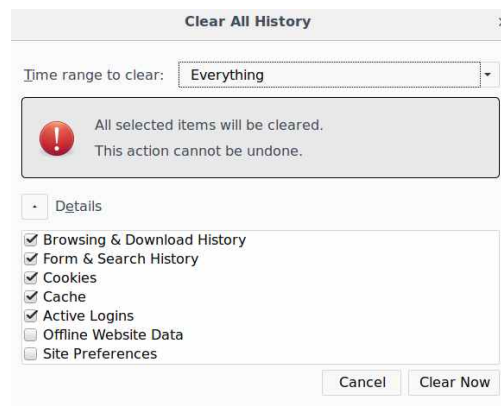 Clear All History
Time range to clear: Everything
All selected items will be cleared.
This action cannot be undone.
Details
Browsing & Download History
Form & Search History
Cookies
Cache
Active Logins
Offline Website Data
Site Preferences
Cancel Clear Now